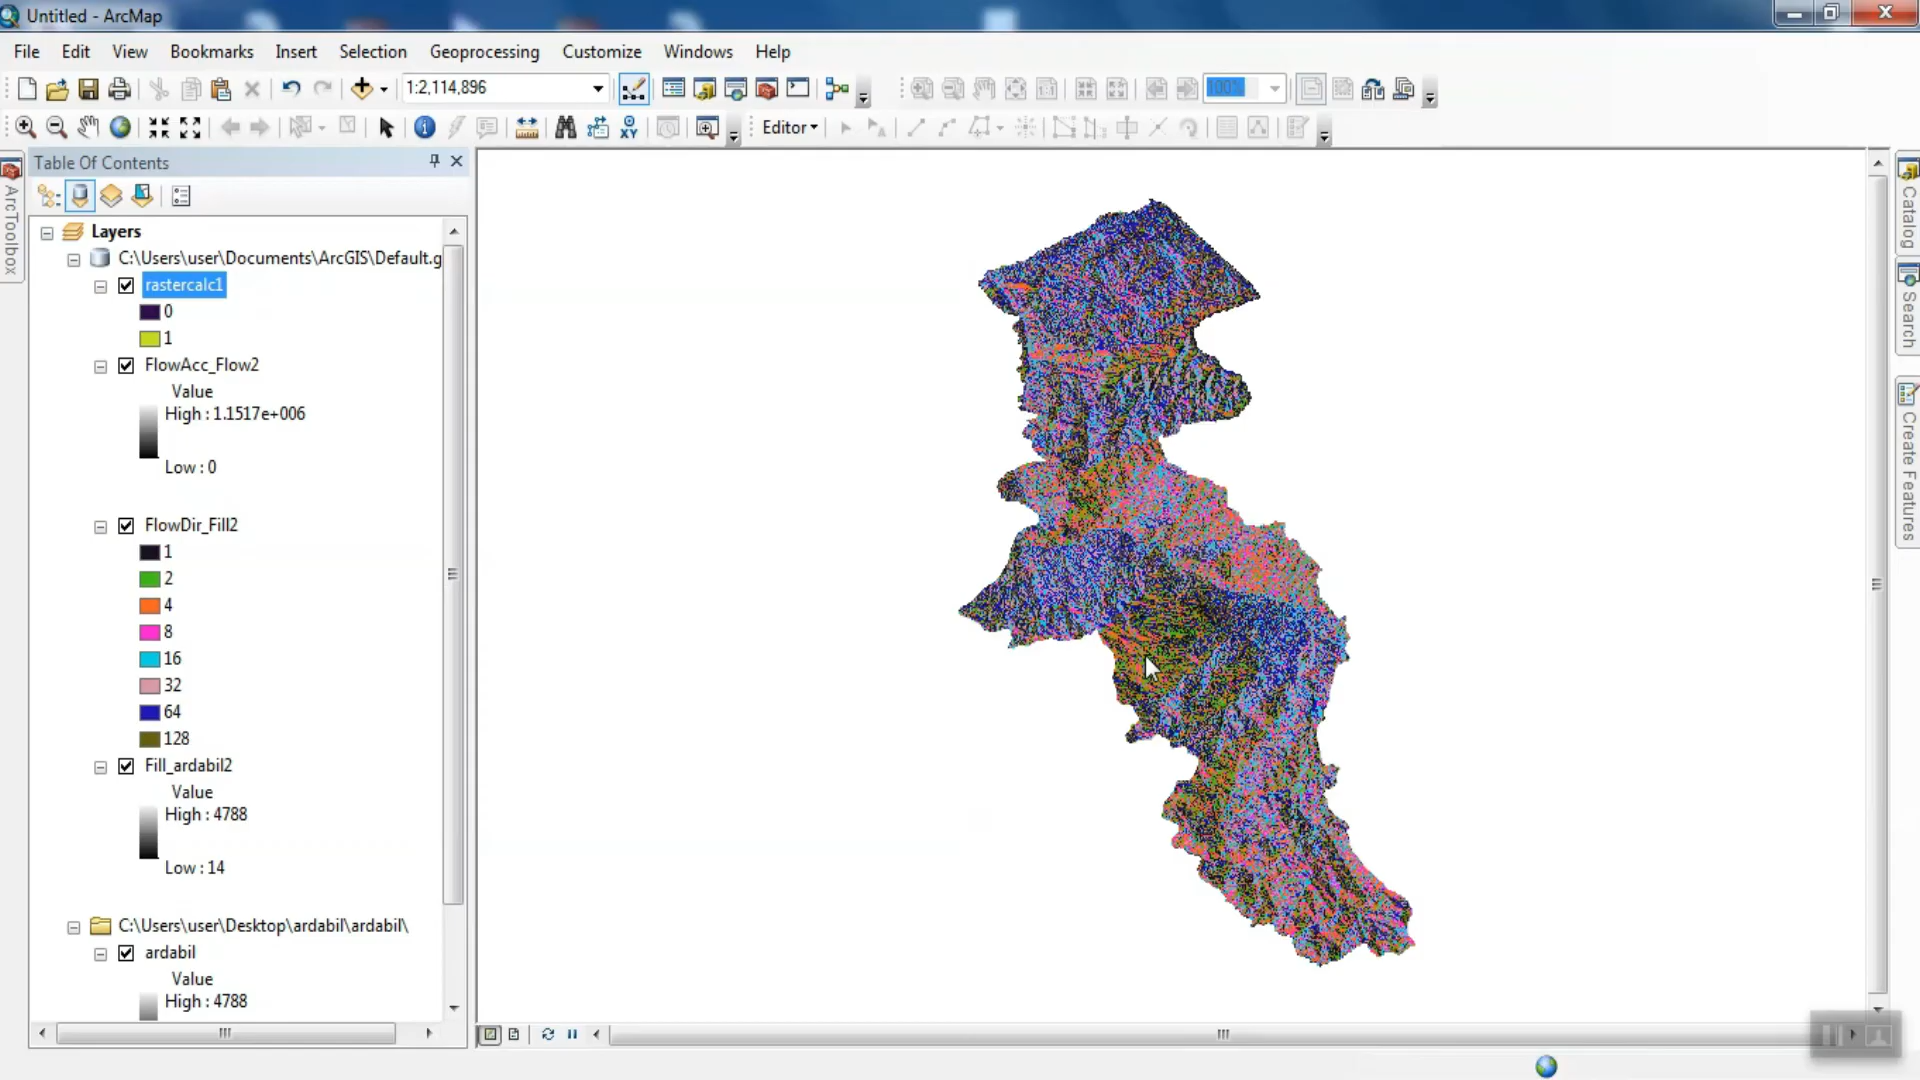 Untitled - ArcMap
File Edit View Bookmarks Insert Selection Geoprocessing Customize Windows Help
1:2,114,896
100%
Editor
Table Of Contents
Layers
C:\Users\user\Documents\ArcGIS\Default.g
rastercalc1
0
1
FlowAcc_Flow2
Value
High : 1.1517e+006
Low : 0
FlowDir_Fill2
1
2
4
8
16
32
64
128
Fill_ardabil2
Value
High : 4788
Low : 14
C:\Users\user\Desktop\ardabil\ardabil\
ardabil
Value
High : 4788
ArcToolbox
Catalog
Search
Create Features